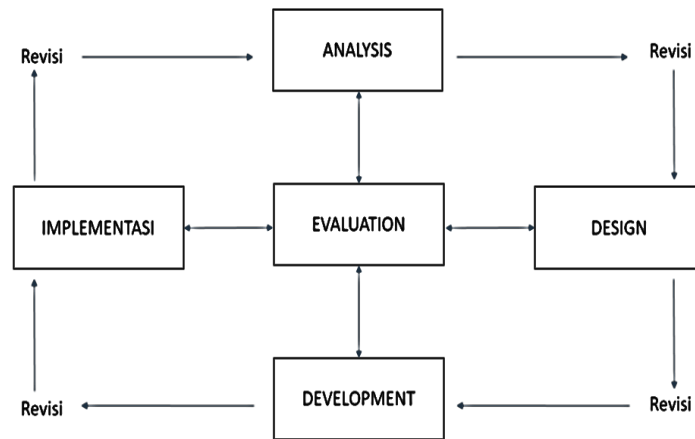 ANALYSIS
Revisi
Revisi
IMPLEMENTASI
EVALUATION
DESIGN
DEVELOPMENT
Revisi
Revisi